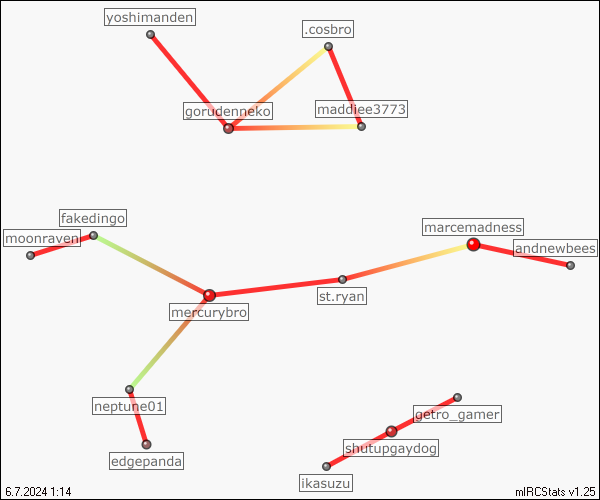 yoshimanden
.cosbro
gorudenneko
maddiee3773
fakedingo
moonraven
marcemadness
andnewbees
st.ryan
mercurybro
neptune01
getro_gamer
shutupgaydog
edgepanda
ikasuzu
6.7.2024 1:14
mIRCStats v1.25